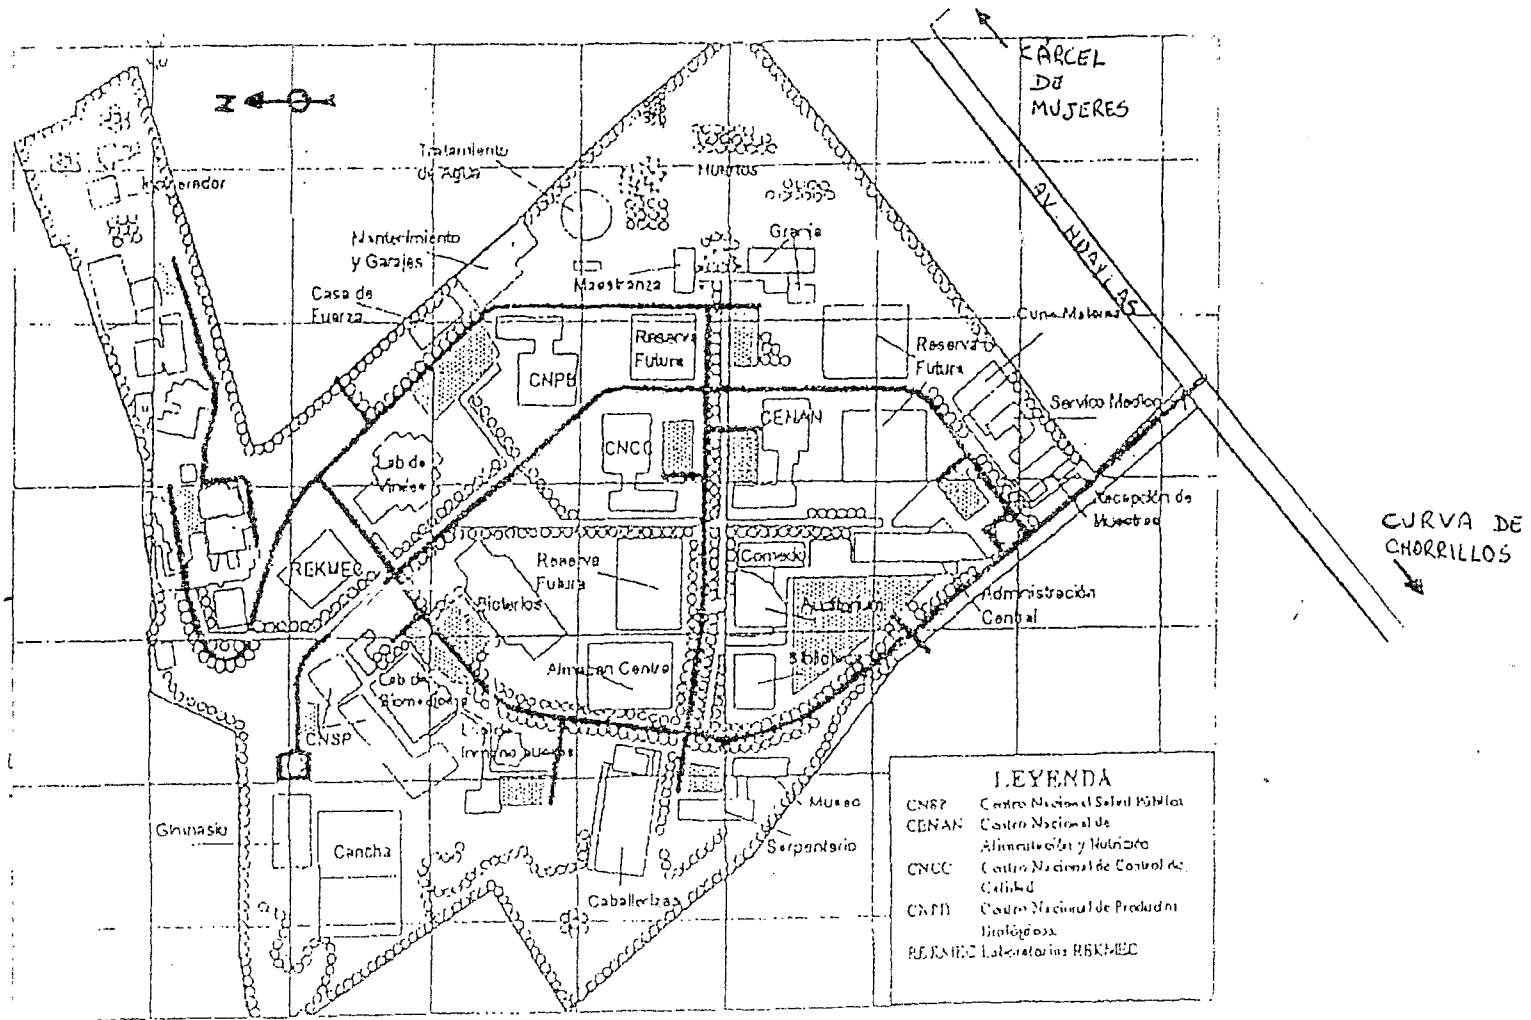 CÁRCEL
DE
MUJERES
N
Tratamiento
de Agua
Huertos
Incinerador
AV. HUAYLAS
Mantenimiento
y Garajes
Granja
Maestranza
Casa de
Fuerza
Cuna Maternal
Reserva
Futura
Reserva
Futura
CNPB
Servicio Medico
CENAN
CNCC
Lab de
Virales
Recepción de
Muestras
CURVA DE
CHORRILLOS
Comedor
REKMEC
Reserva
Futura
Bioterios
Auditorium
Administración
Central
Almacen Central
Biblioteca
Lab de
CNSP
LEYENDA
CNSP Centro Nacional Salud Pública
CENAN Centro Nacional de
Alimentación y Nutrición
CNCC Centro Nacional de Control de
Calidad
CNPB Centro Nacional de Productos
Biológicos
REKMEC Laboratorios REKMEC
Museo
Serpentario
Gimnasio
Cancha
Caballerizas